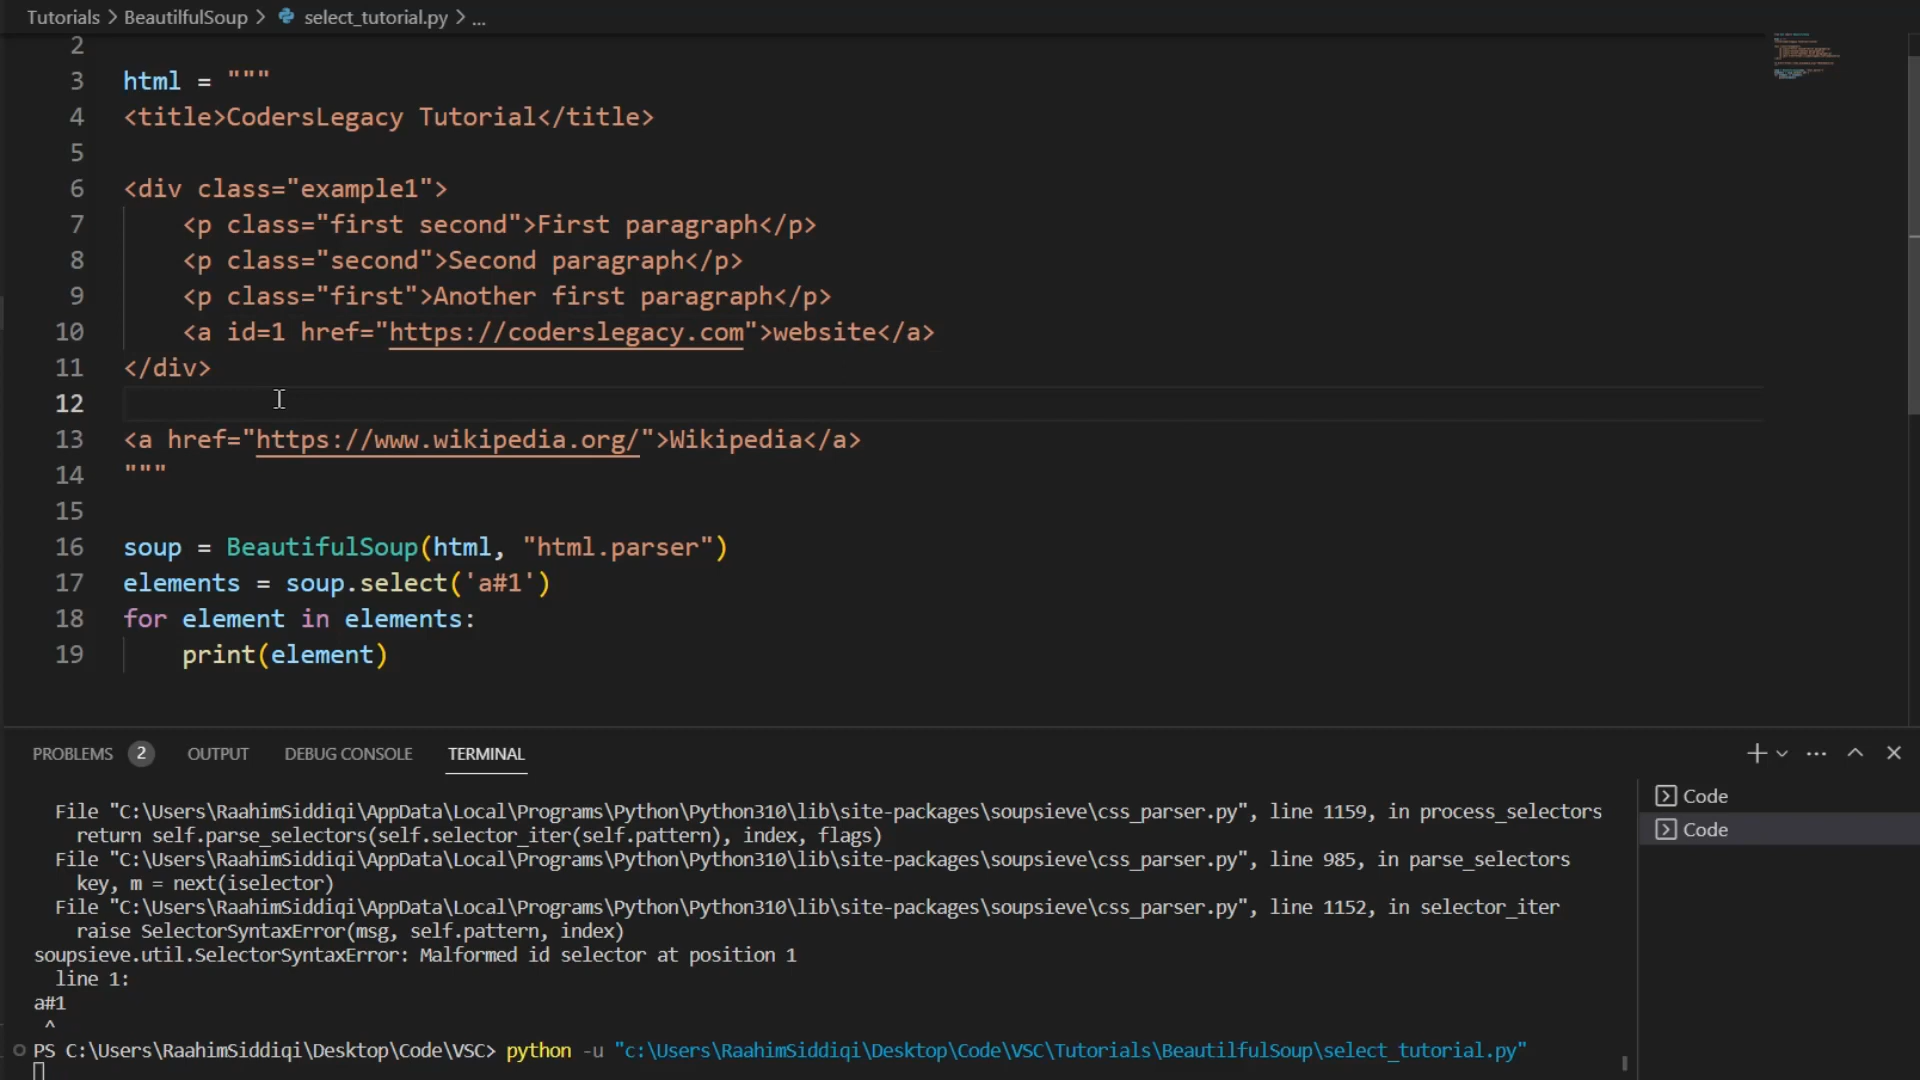 Tutorials > BeautilfulSoup > select_tutorial.py > ...
2
3 html = """
4 <title>CodersLegacy Tutorial</title>
5
6 <div class="example1">
7     <p class="first second">First paragraph</p>
8     <p class="second">Second paragraph</p>
9     <p class="first">Another first paragraph</p>
10     <a id=1 href="https://coderslegacy.com">website</a>
11 </div>
12
13 <a href="https://www.wikipedia.org/">Wikipedia</a>
14 """
15
16 soup = BeautifulSoup(html, "html.parser")
17 elements = soup.select('a#1')
18 for element in elements:
19     print(element)
PROBLEMS 2 OUTPUT DEBUG CONSOLE TERMINAL
File "C:\Users\RaahimSiddiqi\AppData\Local\Programs\Python\Python310\lib\site-packages\soupsieve\css_parser.py", line 1159, in process_selectors
return self.parse_selectors(self.selector_iter(self.pattern), index, flags)
File "C:\Users\RaahimSiddiqi\AppData\Local\Programs\Python\Python310\lib\site-packages\soupsieve\css_parser.py", line 985, in parse_selectors
key, m = next(iselector)
File "C:\Users\RaahimSiddiqi\AppData\Local\Programs\Python\Python310\lib\site-packages\soupsieve\css_parser.py", line 1152, in selector_iter
raise SelectorSyntaxError(msg, self.pattern, index)
soupsieve.util.SelectorSyntaxError: Malformed id selector at position 1
line 1:
a#1
^
PS C:\Users\RaahimSiddiqi\Desktop\Code\VSC> python -u "c:\Users\RaahimSiddiqi\Desktop\Code\VSC\Tutorials\BeautilfulSoup\select_tutorial.py"
Code
Code